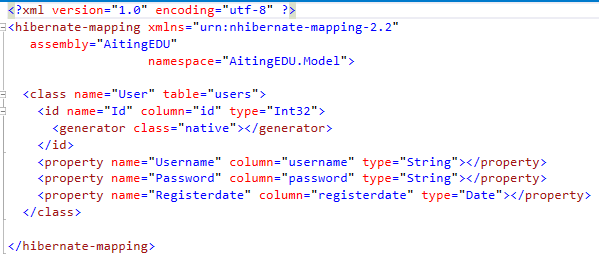 <?xml version="1.0" encoding="utf-8" ?>
<hibernate-mapping xmlns="urn:nhibernate-mapping-2.2"
assembly="AitingEDU"
namespace="AitingEDU.Model">
<class name="User" table="users">
<id name="Id" column="id" type="Int32">
<generator class="native"></generator>
</id>
<property name="Username" column="username" type="String"></property>
<property name="Password" column="password" type="String"></property>
<property name="Registerdate" column="registerdate" type="Date"></property>
</class>
</hibernate-mapping>